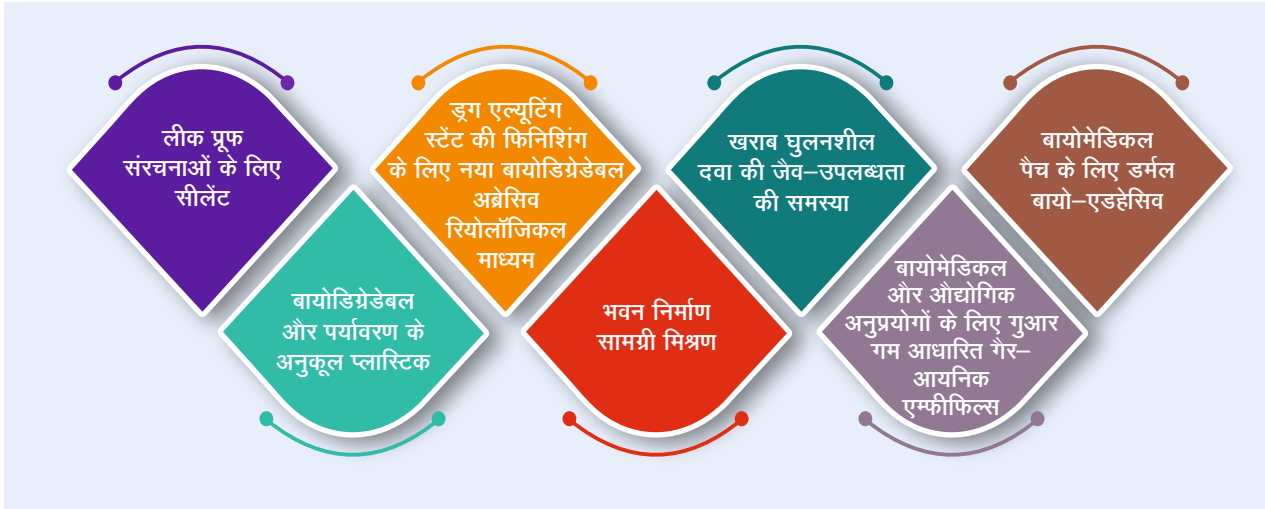 लीक प्रूफ
संरचनाओं के लिए
सीलेंट
बायोडिग्रेडेबल
और पर्यावरण के
अनुकूल प्लास्टिक
ड्रग एल्यूटिंग
स्टेंट की फिनिशिंग
के लिए नया बायोडिग्रेडेबल
अब्रेसिव
रियोलॉजिकल
माध्यम
भवन निर्माण
सामग्री मिश्रण
खराब घुलनशील
दवा की जैव–उपलब्धता
की समस्या
बायोमेडिकल
और औद्योगिक
अनुप्रयोगों के लिए गुआर
गम आधारित गैर–
आयनिक
एम्फीफिल्स
बायोमेडिकल
पैच के लिए डर्मल
बायो–एडहेसिव